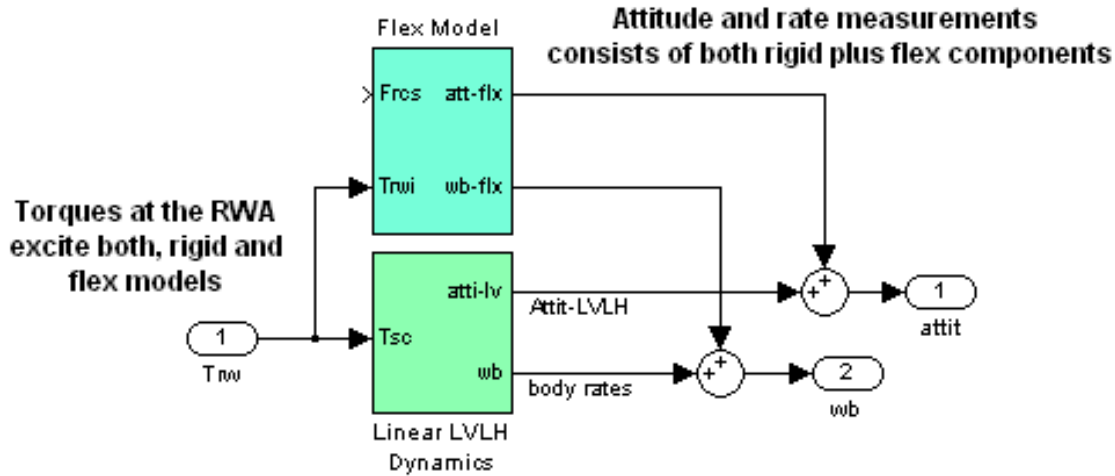 Flex Model
Attitude and rate measurements
consists of both rigid plus flex components
Frcs
att-flx
Trwi
wb-flx
Torques at the RWA
excite both, rigid and
flex models
atti-lv
Attit-LVLH
1
attit
1
Trw
Tsc
wb
body rates
2
wb
Linear LVLH
Dynamics